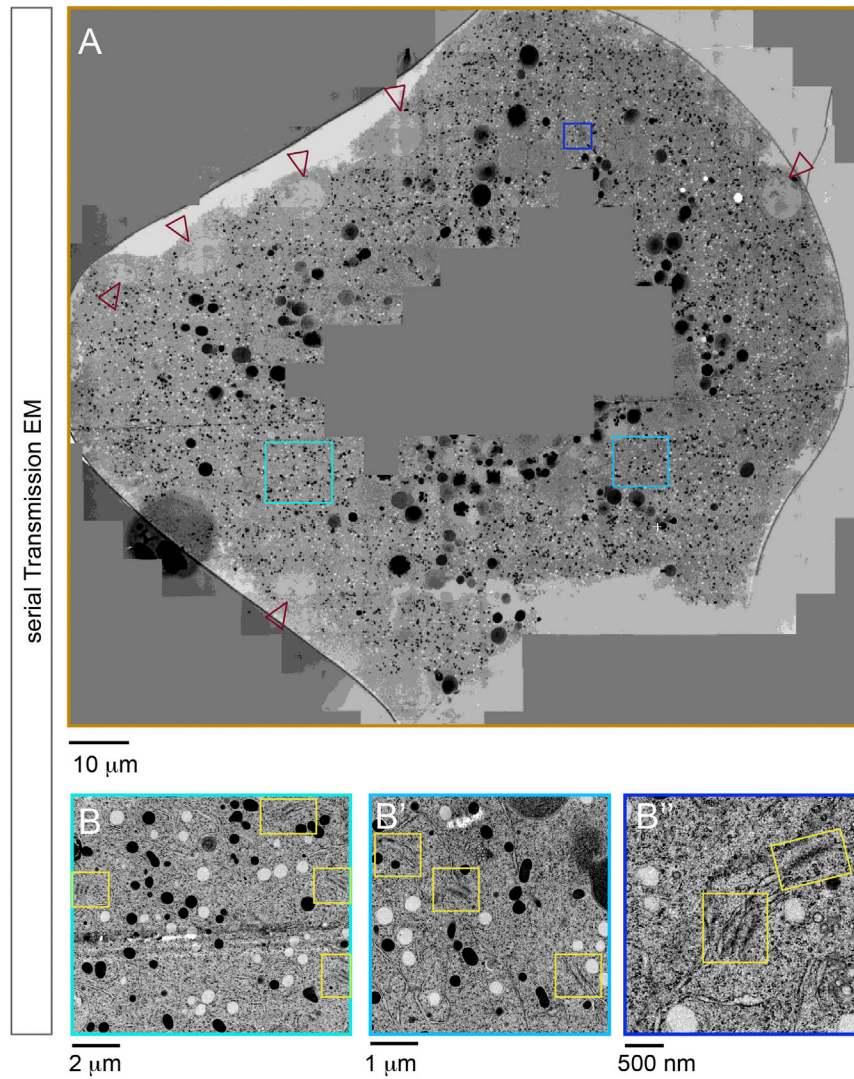 serial Transmission EM
A
10 μm
B
B'
B''
2 μm
1 μm
500 nm